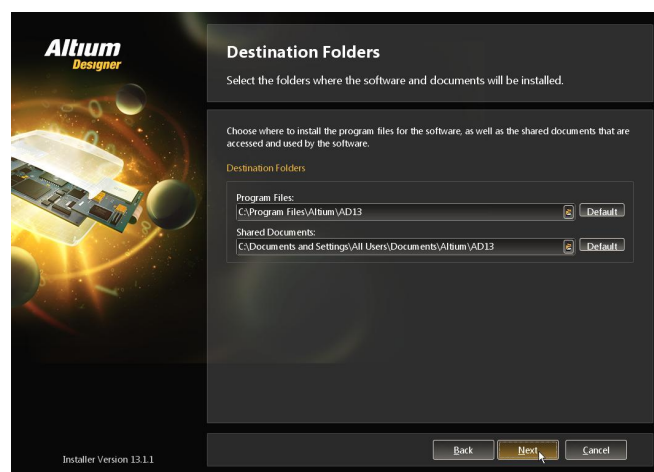 Altium
Designer
Destination Folders
Select the folders where the software and documents will be installed.
Choose where to install the program files for the software, as well as the shared documents that are
accessed and used by the software.
Destination Folders
Program Files:
C:\Program Files\Altium\AD13
Default
Shared Documents:
C:\Documents and Settings\All Users\Documents\Altium\AD13
Default
Installer Version 13.1.1
Back
Next
Cancel